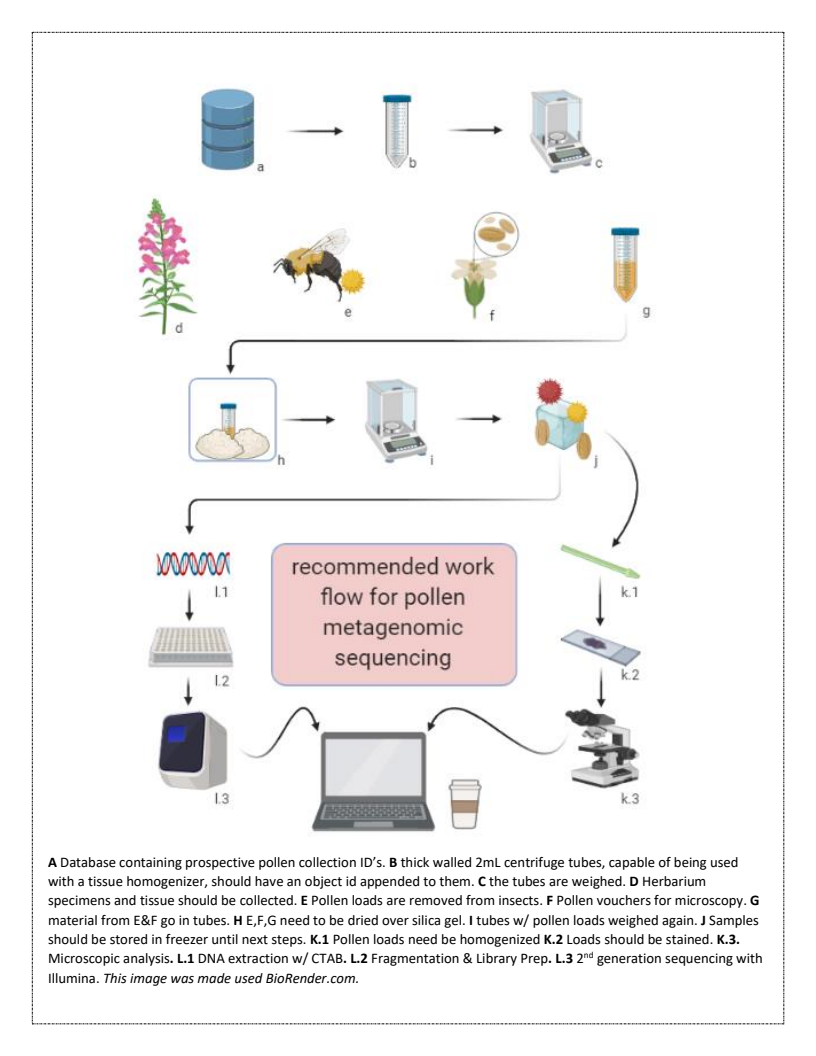 a
b
c
d
e
f
g
h
i
j
l.1
recommended work
flow for pollen
metagenomic
sequencing
k.1
l.2
k.2
l.3
k.3
A Database containing prospective pollen collection ID’s. B thick walled 2mL centrifuge tubes, capable of being used
with a tissue homogenizer, should have an object id appended to them. C the tubes are weighed. D Herbarium
specimens and tissue should be collected. E Pollen loads are removed from insects. F Pollen vouchers for microscopy. G
material from E&F go in tubes. H E,F,G need to be dried over silica gel. I tubes w/ pollen loads weighed again. J Samples
should be stored in freezer until next steps. K.1 Pollen loads need be homogenized K.2 Loads should be stained. K.3.
Microscopic analysis. L.1 DNA extraction w/ CTAB. L.2 Fragmentation & Library Prep. L.3 2nd generation sequencing with
Illumina. This image was made used BioRender.com.